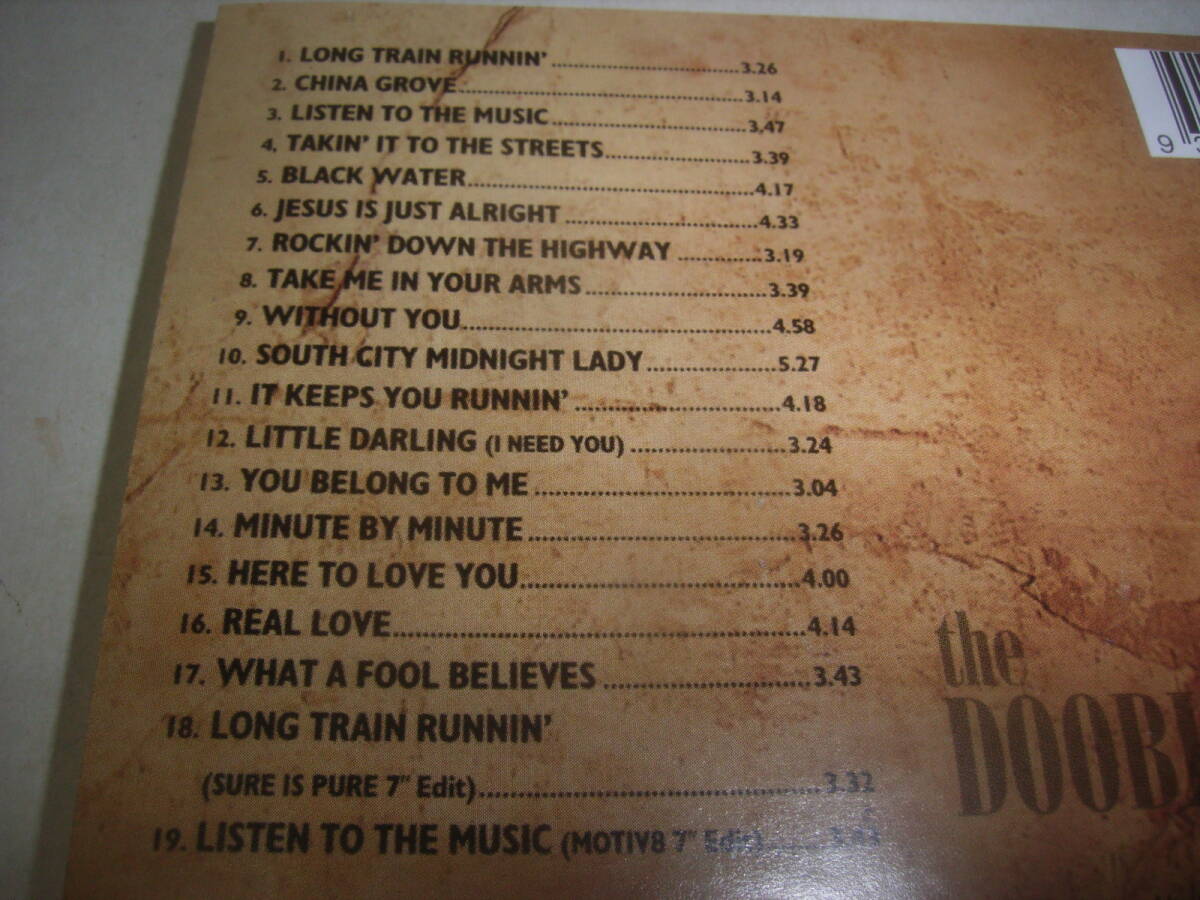 1. LONG TRAIN RUNNIN' ........ 3.26
2. CHINA GROVE ........ 3.14
3. LISTEN TO THE MUSIC ........ 3.47
4. TAKIN' IT TO THE STREETS ........ 3.39
5. BLACK WATER ........ 4.17
6. JESUS IS JUST ALRIGHT ........ 4.33
7. ROCKIN' DOWN THE HIGHWAY ........ 3.19
8. TAKE ME IN YOUR ARMS ........ 3.39
9. WITHOUT YOU ........ 4.58
10. SOUTH CITY MIDNIGHT LADY ........ 5.27
11. IT KEEPS YOU RUNNIN' ........ 4.18
12. LITTLE DARLING (I NEED YOU) ........ 3.24
13. YOU BELONG TO ME ........ 3.04
14. MINUTE BY MINUTE ........ 3.26
15. HERE TO LOVE YOU ........ 4.00
16. REAL LOVE ........ 4.14
17. WHAT A FOOL BELIEVES ........ 3.43
18. LONG TRAIN RUNNIN'
(SURE IS PURE 7" Edit) ........ 3.32
19. LISTEN TO THE MUSIC (MOTIV8 7" Edit) ........
the
DOOB
9